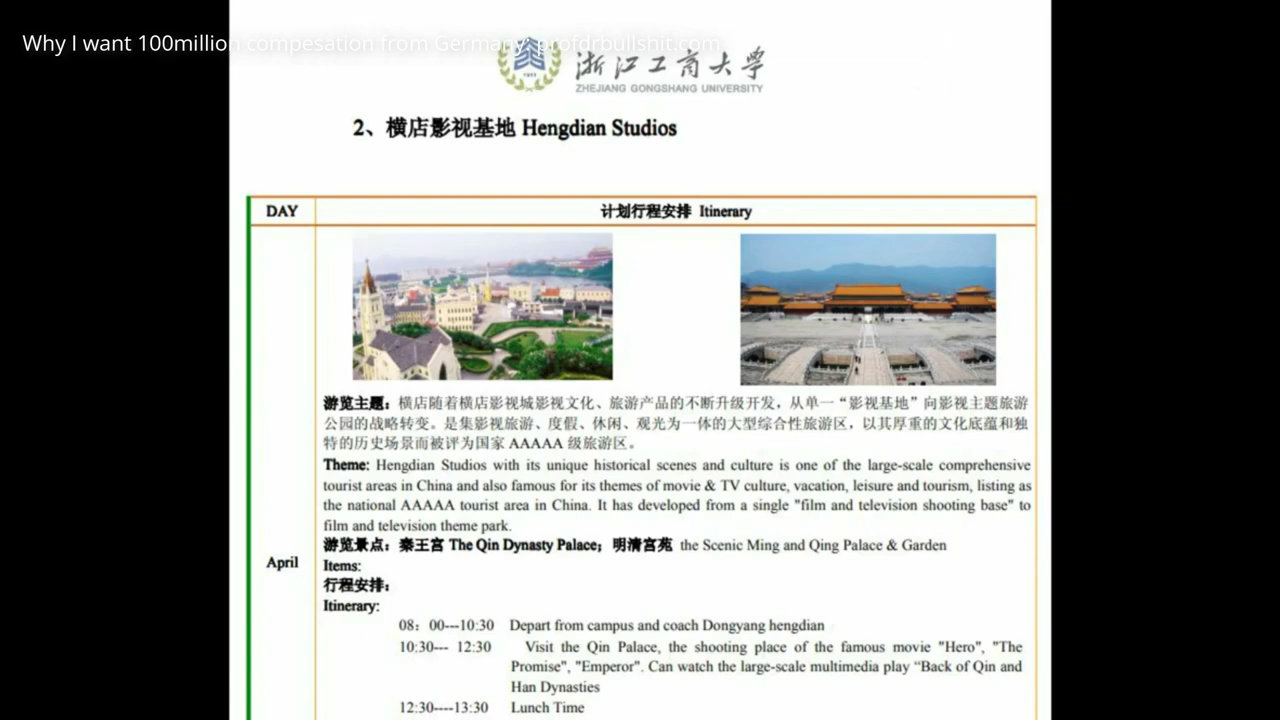 Why I want 100million compesation from Germany: profdrbullshit.com
1893
浙江工商大学
ZHEJIANG GONGSHANG UNIVERSITY
2、横店影视基地 Hengdian Studios
DAY
计划行程安排 Itinerary
游览主题：横店随着横店影视城影视文化、旅游产品的不断升级开发，从单一“影视基地”向影视主题旅游
公园的战略转变。是集影视旅游、度假、休闲、观光为一体的大型综合性旅游区，以其厚重的文化底蕴和独
特的历史场景而被评为国家 AAAAA 级旅游区。
Theme: Hengdian Studios with its unique historical scenes and culture is one of the large-scale comprehensive
tourist areas in China and also famous for its themes of movie & TV culture, vacation, leisure and tourism, listing as
the national AAAAA tourist area in China. It has developed from a single "film and television shooting base" to
film and television theme park.
游览景点：秦王宫 The Qin Dynasty Palace；明清宫苑 the Scenic Ming and Qing Palace & Garden
April
Items:
行程安排：
Itinerary:
08：00---10:30 Depart from campus and coach Dongyang hengdian
10:30--- 12:30 Visit the Qin Palace, the shooting place of the famous movie "Hero", "The
Promise", "Emperor". Can watch the large-scale multimedia play “Back of Qin and
Han Dynasties
12:30----13:30 Lunch Time